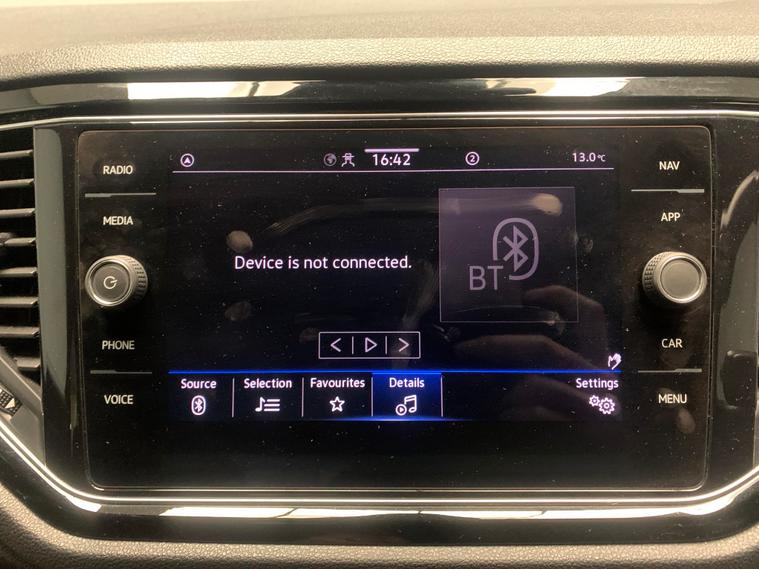 RADIO
MEDIA
PHONE
VOICE
16:42
2
13.0°C
Device is not connected.
BT
Source
Selection
Favourites
Details
Settings
NAV
APP
CAR
MENU